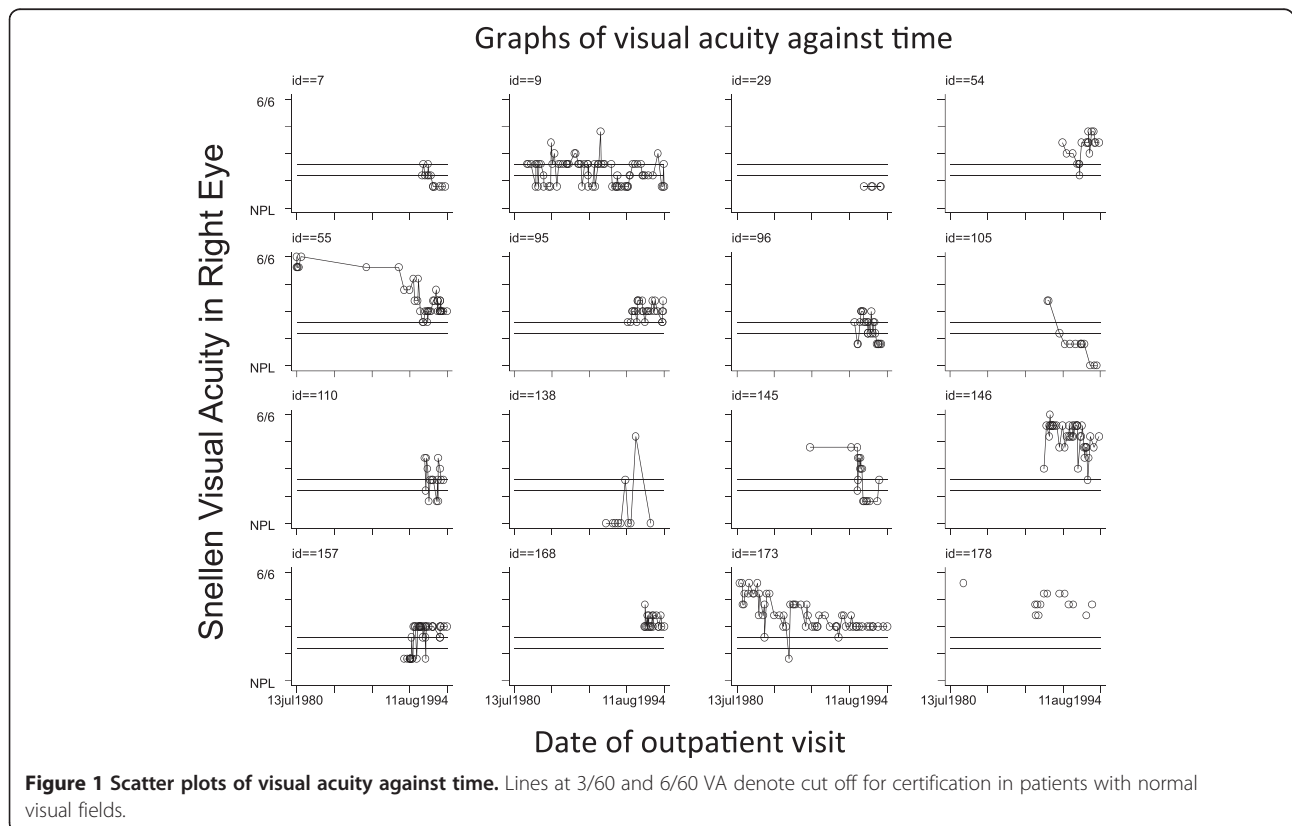 Graphs of visual acuity against time
Snellen Visual Acuity in Right Eye
id==7
id==9
id==29
id==54
6/6
NPL
id==55
id==95
id==96
id==105
6/6
NPL
id==110
id==138
id==145
id==146
6/6
NPL
id==157
id==168
id==173
id==178
6/6
NPL
13jul1980 11aug1994
13jul1980 11aug1994
13jul1980 11aug1994
13jul1980 11aug1994
Date of outpatient visit
Figure 1 Scatter plots of visual acuity against time. Lines at 3/60 and 6/60 VA denote cut off for certification in patients with normal
visual fields.